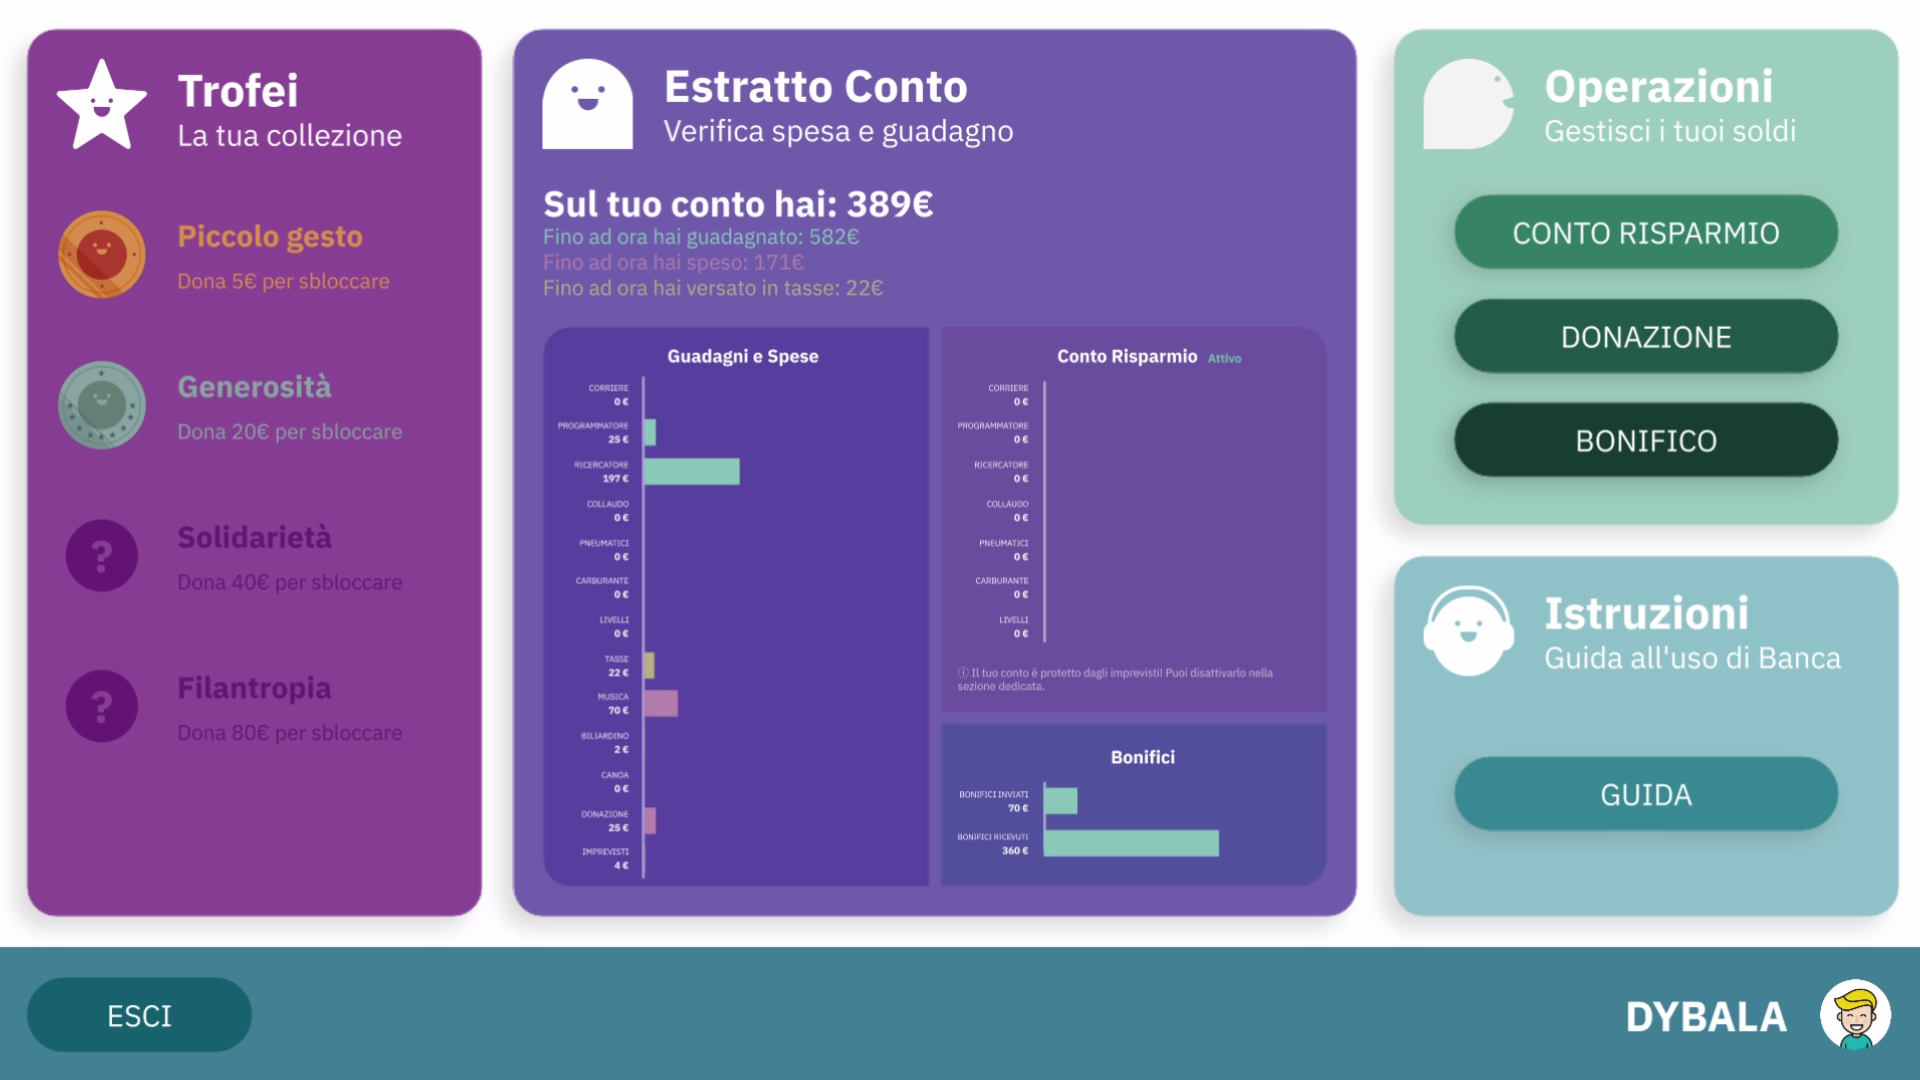 Trofei
La tua collezione
Piccolo gesto
Dona 5€ per sbloccare
Generosità
Dona 20€ per sbloccare
?
Solidarietà
Dona 40€ per sbloccare
?
Filantropia
Dona 80€ per sbloccare
Estratto Conto
Verifica spesa e guadagno
Sul tuo conto hai: 389€
Fino ad ora hai guadagnato: 582€
Fino ad ora hai speso: 171€
Fino ad ora hai versato in tasse: 22€
Guadagni e Spese
CORRIERE
0 €
PROGRAMMATORE
25 €
RICERCATORE
197 €
COLLAUDO
0 €
PNEUMATICI
0 €
CARBURANTE
0 €
LIVELLI
0 €
TASSE
22 €
MUSICA
70 €
BILIARDINO
2 €
CANOA
0 €
DONAZIONE
25 €
IMPREVISTI
4 €
Conto Risparmio Attivo
CORRIERE
0 €
PROGRAMMATORE
0 €
RICERCATORE
0 €
COLLAUDO
0 €
PNEUMATICI
0 €
CARBURANTE
0 €
LIVELLI
0 €
ⓘ Il tuo conto è protetto dagli imprevisti! Puoi disattivarlo nella
sezione dedicata.
Bonifici
BONIFICI INVIATI
70 €
BONIFICI RICEVUTI
360 €
Operazioni
Gestisci i tuoi soldi
CONTO RISPARMIO
DONAZIONE
BONIFICO
Istruzioni
Guida all'uso di Banca
GUIDA
ESCI
DYBALA